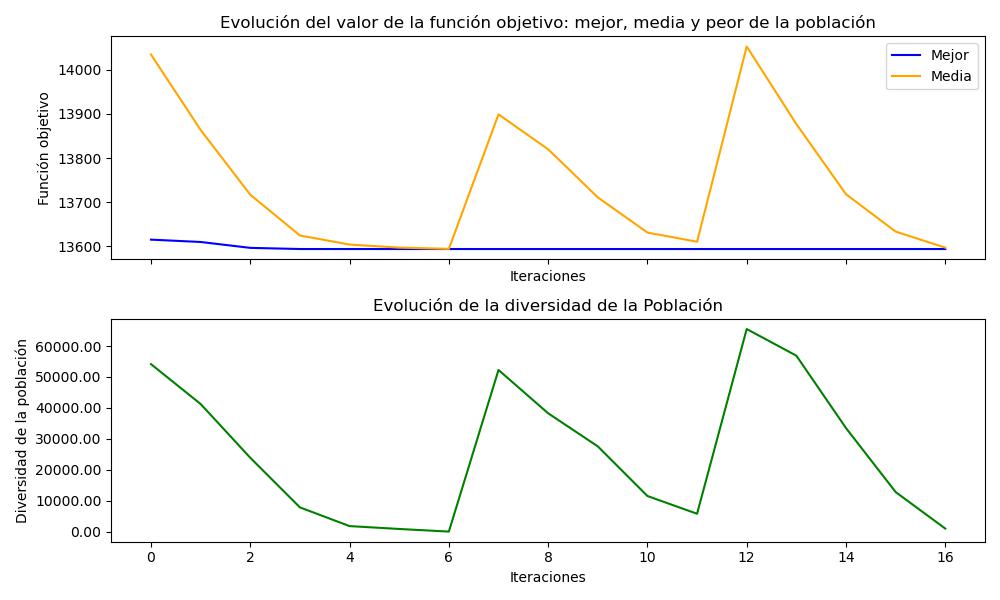 Evolución del valor de la función objetivo: mejor, media y peor de la población
14000
13900
13800
13700
13600
Función objetivo
Mejor
Media
Iteraciones
Evolución de la diversidad de la Población
60000.00
50000.00
40000.00
30000.00
20000.00
10000.00
0.00
Diversidad de la población
0 2 4 6 8 10 12 14 16
Iteraciones